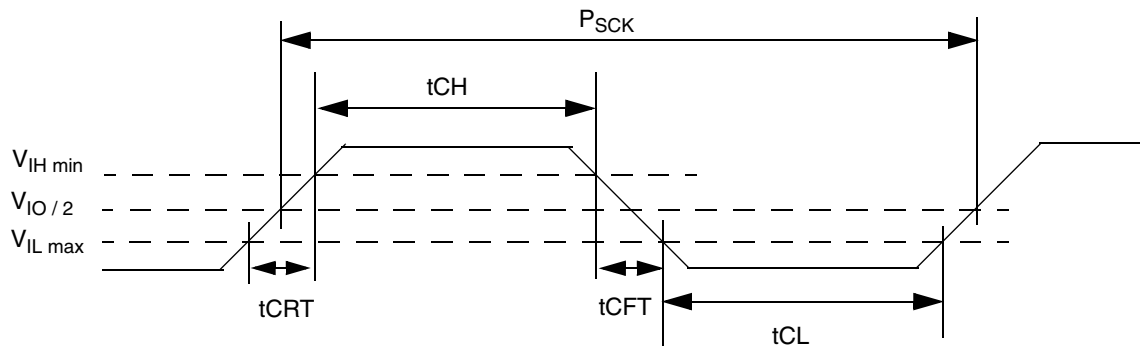 PSCK
tCH
VIH min
VIO / 2
VIL max
tCRT
tCFT
tCL